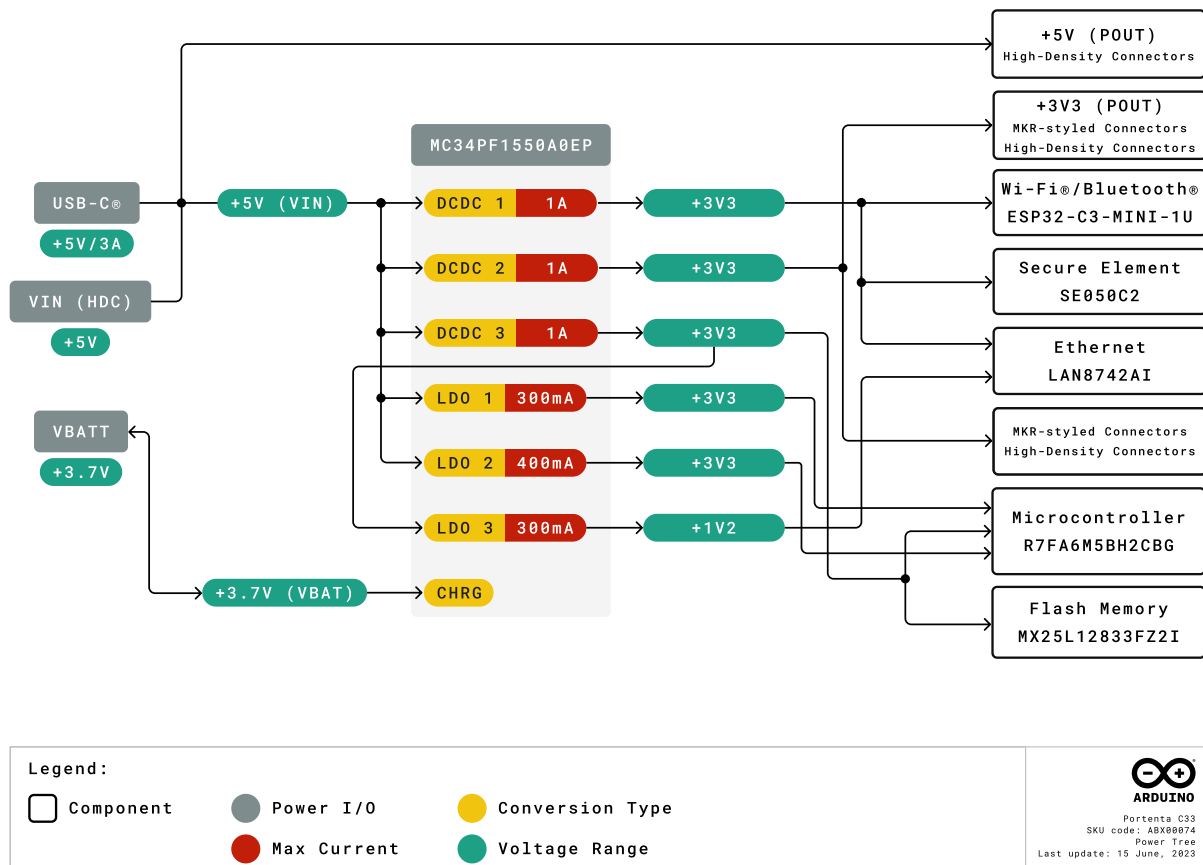 +5V (POUT)
High-Density Connectors
+3V3 (POUT)
MKR-styled Connectors
High-Density Connectors
MC34PF1550A0EP
USB-C®
+5V/3A
+5V (VIN)
DCDC 1 1A
+3V3
Wi-Fi®/Bluetooth®
ESP32-C3-MINI-1U
DCDC 2 1A
+3V3
Secure Element
SE050C2
VIN (HDC)
+5V
DCDC 3 1A
+3V3
Ethernet
LAN8742AI
LDO 1 300mA
+3V3
VBATT
+3.7V
MKR-styled Connectors
High-Density Connectors
LDO 2 400mA
+3V3
LDO 3 300mA
+1V2
Microcontroller
R7FA6M5BH2CBG
+3.7V (VBAT)
CHRG
Flash Memory
MX25L12833FZ2I
Legend:
Component
Power I/O
Conversion Type
Max Current
Voltage Range
ARDUINO
Portenta C33
SKU code: ABX00074
Power Tree
Last update: 15 June, 2023